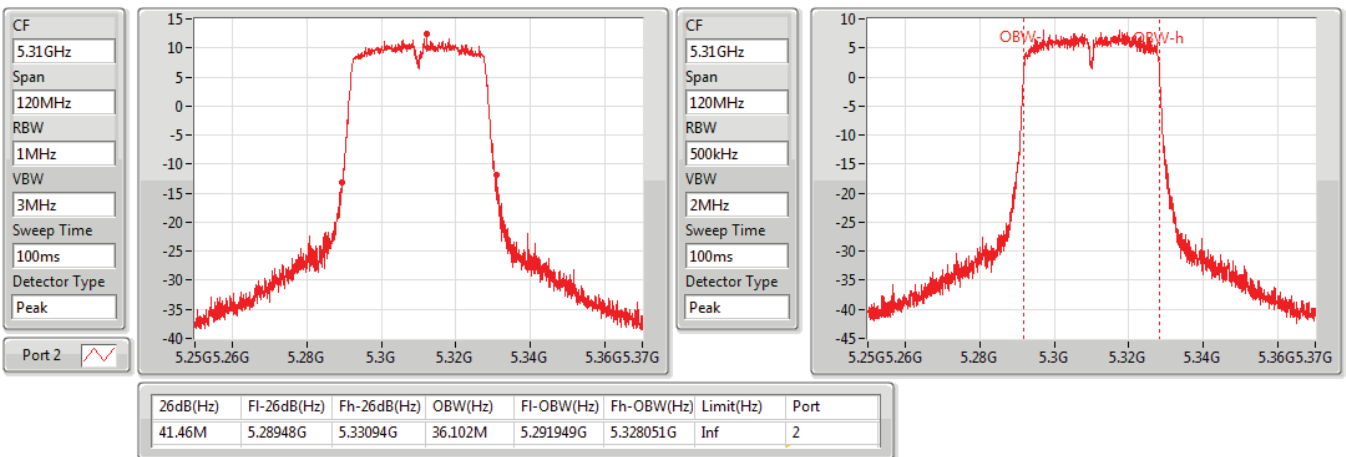 CF
5.31GHz
Span
120MHz
RBW
1MHz
VBW
3MHz
Sweep Time
100ms
Detector Type
Peak
Port 2
15
10
5
0
-5
-10
-15
-20
-25
-30
-35
-40
5.25G5.26G 5.28G 5.3G 5.32G 5.34G 5.36G5.37G
CF
5.31GHz
Span
120MHz
RBW
500kHz
VBW
2MHz
Sweep Time
100ms
Detector Type
Peak
10
5
0
-5
-10
-15
-20
-25
-30
-35
-40
-45
OBW-l OBW-h
5.25G5.26G 5.28G 5.3G 5.32G 5.34G 5.36G5.37G
26dB(Hz) Fl-26dB(Hz) Fh-26dB(Hz) OBW(Hz) Fl-OBW(Hz) Fh-OBW(Hz) Limit(Hz) Port
41.46M 5.28948G 5.33094G 36.102M 5.291949G 5.328051G Inf 2